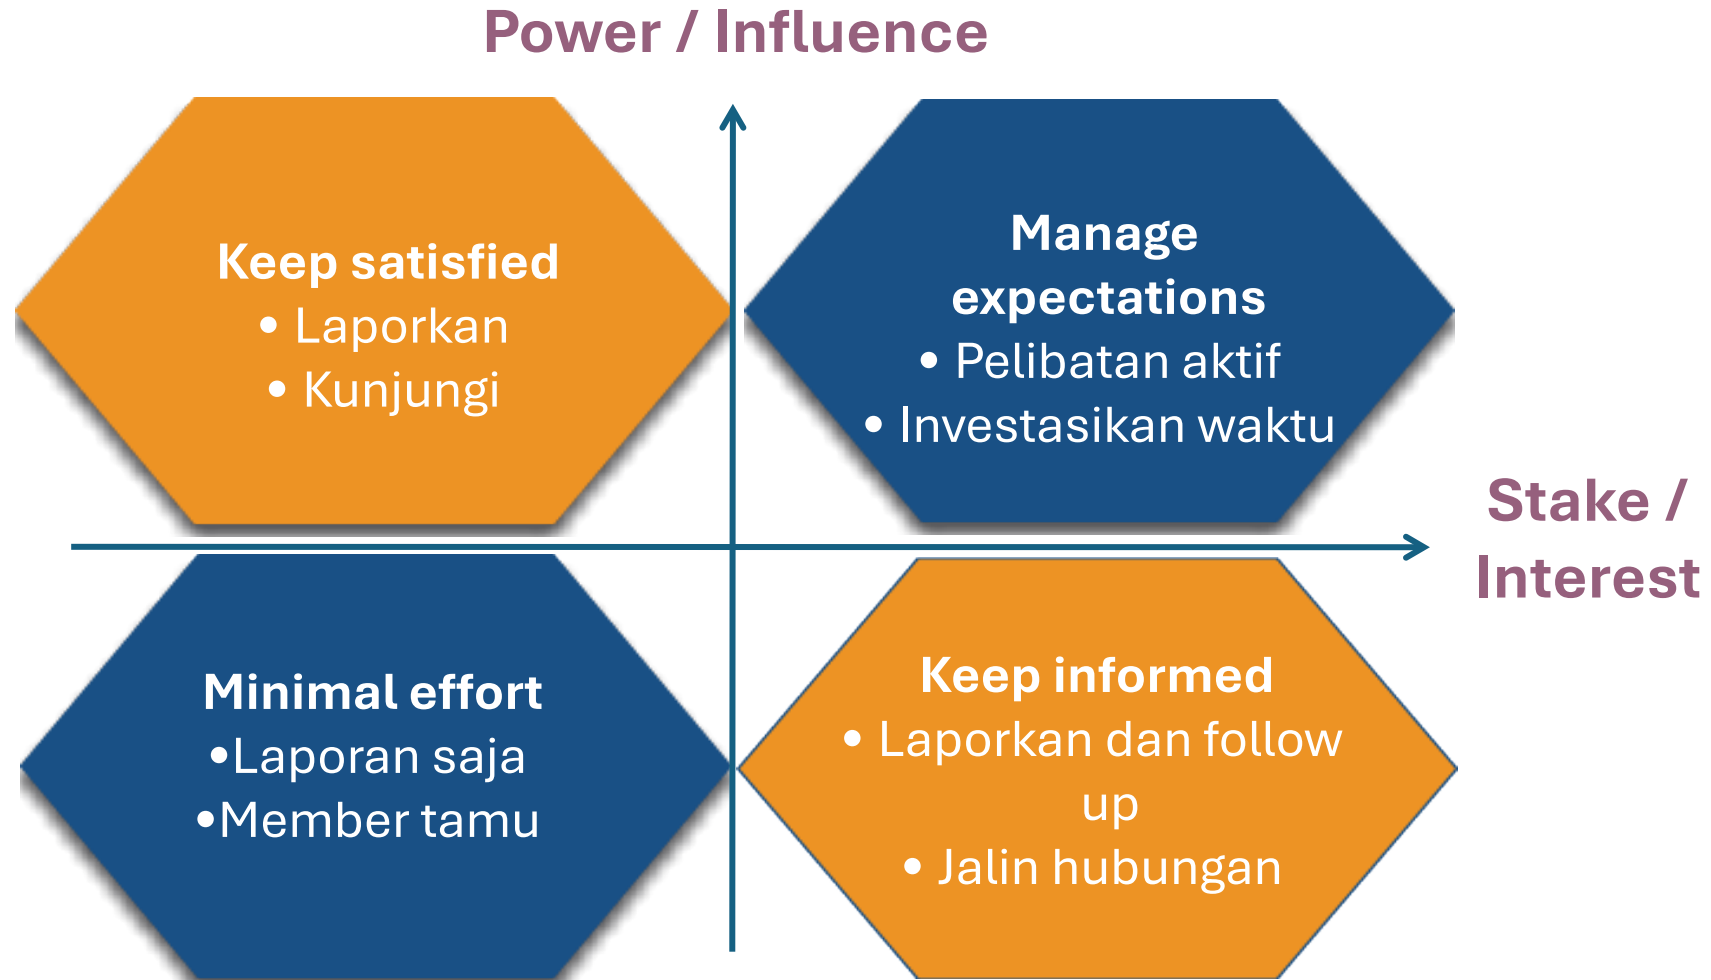 Power / Influence
Keep satisfied
• Laporkan
• Kunjungi
Manage
expectations
• Pelibatan aktif
• Investasikan waktu
Stake /
Interest
Minimal effort
•Laporan saja
•Member tamu
Keep informed
• Laporkan dan follow
up
• Jalin hubungan